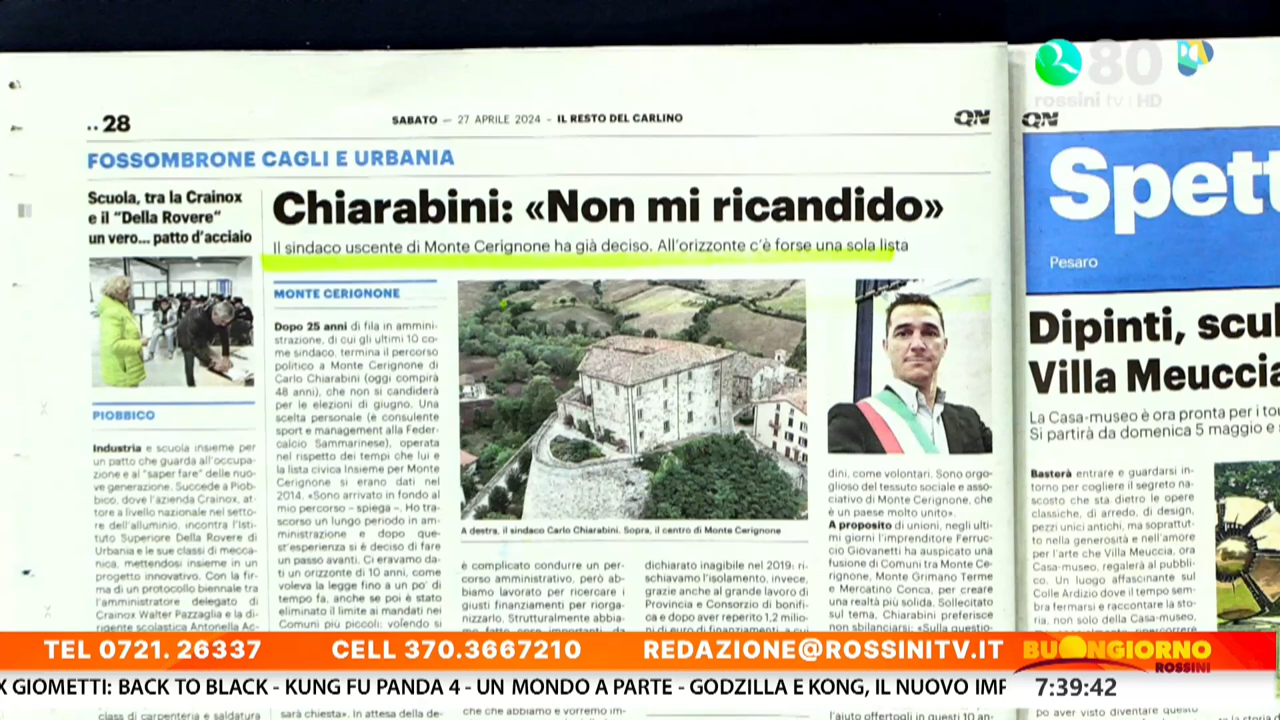 .. 28
SABATO — 27 APRILE 2024 – IL RESTO DEL CARLINO
QN
FOSSOMBRONE CAGLI E URBANIA
Scuola, tra la Crainox
e il “Della Rovere“
un vero... patto d'acciaio
PIOBBICO
Industria e scuola insieme per
un patto che guarda all'occupa-
zione e al "saper fare" delle nuo-
ve generazione. Succede a Piob-
bico, dove l'azienda Crainox, at-
tore a livello nazionale nel setto-
re dell'alluminio, incontra l'Isti-
tuto Superiore Della Rovere di
Urbania e le sue classi di mecca-
nica, mettendosi insieme in un
progetto innovativo. Con la fir-
ma di un protocollo biennale tra
l'amministratore delegato di
Crainox Walter Pazzaglia e la di-
rigente scolastica Antonella Ac-
class di carpenteria e saldatura
Chiarabini: «Non mi ricandido»
Il sindaco uscente di Monte Cerignone ha già deciso. All'orizzonte c'è forse una sola lista
MONTE CERIGNONE
Dopo 25 anni di fila in ammini-
strazione, di cui gli ultimi 10 co-
me sindaco, termina il percorso
politico a Monte Cerignone di
Carlo Chiarabini (oggi compirà
48 anni), che non si candiderà
per le elezioni di giugno. Una
scelta personale (è consulente
sport e management alla Feder-
calcio Sammarinese), operata
nel rispetto dei tempi che lui e
la lista civica Insieme per Monte
Cerignone si erano dati nel
2014. «Sono arrivato in fondo al
mio percorso – spiega –. Ho tra-
scorso un lungo periodo in am-
ministrazione e dopo que-
st'esperienza si è deciso di fare
un passo avanti. Ci eravamo da-
ti un orizzonte di 10 anni, come
voleva la legge fino a un po' di
tempo fa, anche se poi è stato
eliminato il limite ai mandati nei
Comuni più piccoli: volendo si
sarà chiesta». In attesa della de-
A destra, il sindaco Carlo Chiarabini. Sopra, il centro di Monte Cerignone
è complicato condurre un per-
corso amministrativo, però ab-
biamo lavorato per ricercare i
giusti finanziamenti per riorga-
nizzarlo. Strutturalmente abbia-
mo fatto cose importanti, da
che che abbiamo e vorremo im-
dichiarato inagibile nel 2019: ri-
schiavamo l'isolamento, invece,
grazie anche al grande lavoro di
Provincia e Consorzio di bonifi-
ca e dopo aver reperito 1,2 milio-
ni di euro di finanziamenti, a cui
dini, come volontari. Sono orgo-
glioso del tessuto sociale e asso-
ciativo di Monte Cerignone, che
è un paese molto unito».
A proposito di unioni, negli ulti-
mi giorni l'imprenditore Ferruc-
cio Giovanetti ha auspicato una
fusione di Comuni tra Monte Ce-
rignone, Monte Grimano Terme
e Mercatino Conca, per creare
una realtà più solida. Sollecitato
sul tema, Chiarabini preferisce
non sbilanciarsi: «Sulla questio-
l'aiuto offertogli in questi 10 an-
QN
Spett
Pesaro
Dipinti, scul
Villa Meuccia
La Casa-museo è ora pronta per i to
Si partirà da domenica 5 maggio e s
Basterà entrare e guardarsi in-
torno per cogliere il segreto na-
scosto che sta dietro le opere
classiche, di arredo, di design,
pezzi unici antichi, ma soprattut-
to nella generosità e nell'amore
per l'arte che Villa Meuccia, ora
Casa-museo, regalerà al pubbli-
co. Un luogo affascinante sul
Colle Ardizio dove il tempo sem-
bra fermarsi e raccontare la sto-
ria, non solo della Casa-museo,
po aver visto diventare questo
80
rossini tv | HD
TEL 0721. 26337 CELL 370.3667210 REDAZIONE@ROSSINITV.IT
BUONGIORNO
ROSSINI
X GIOMETTI: BACK TO BLACK - KUNG FU PANDA 4 - UN MONDO A PARTE - GODZILLA E KONG, IL NUOVO IMP
7:39:42